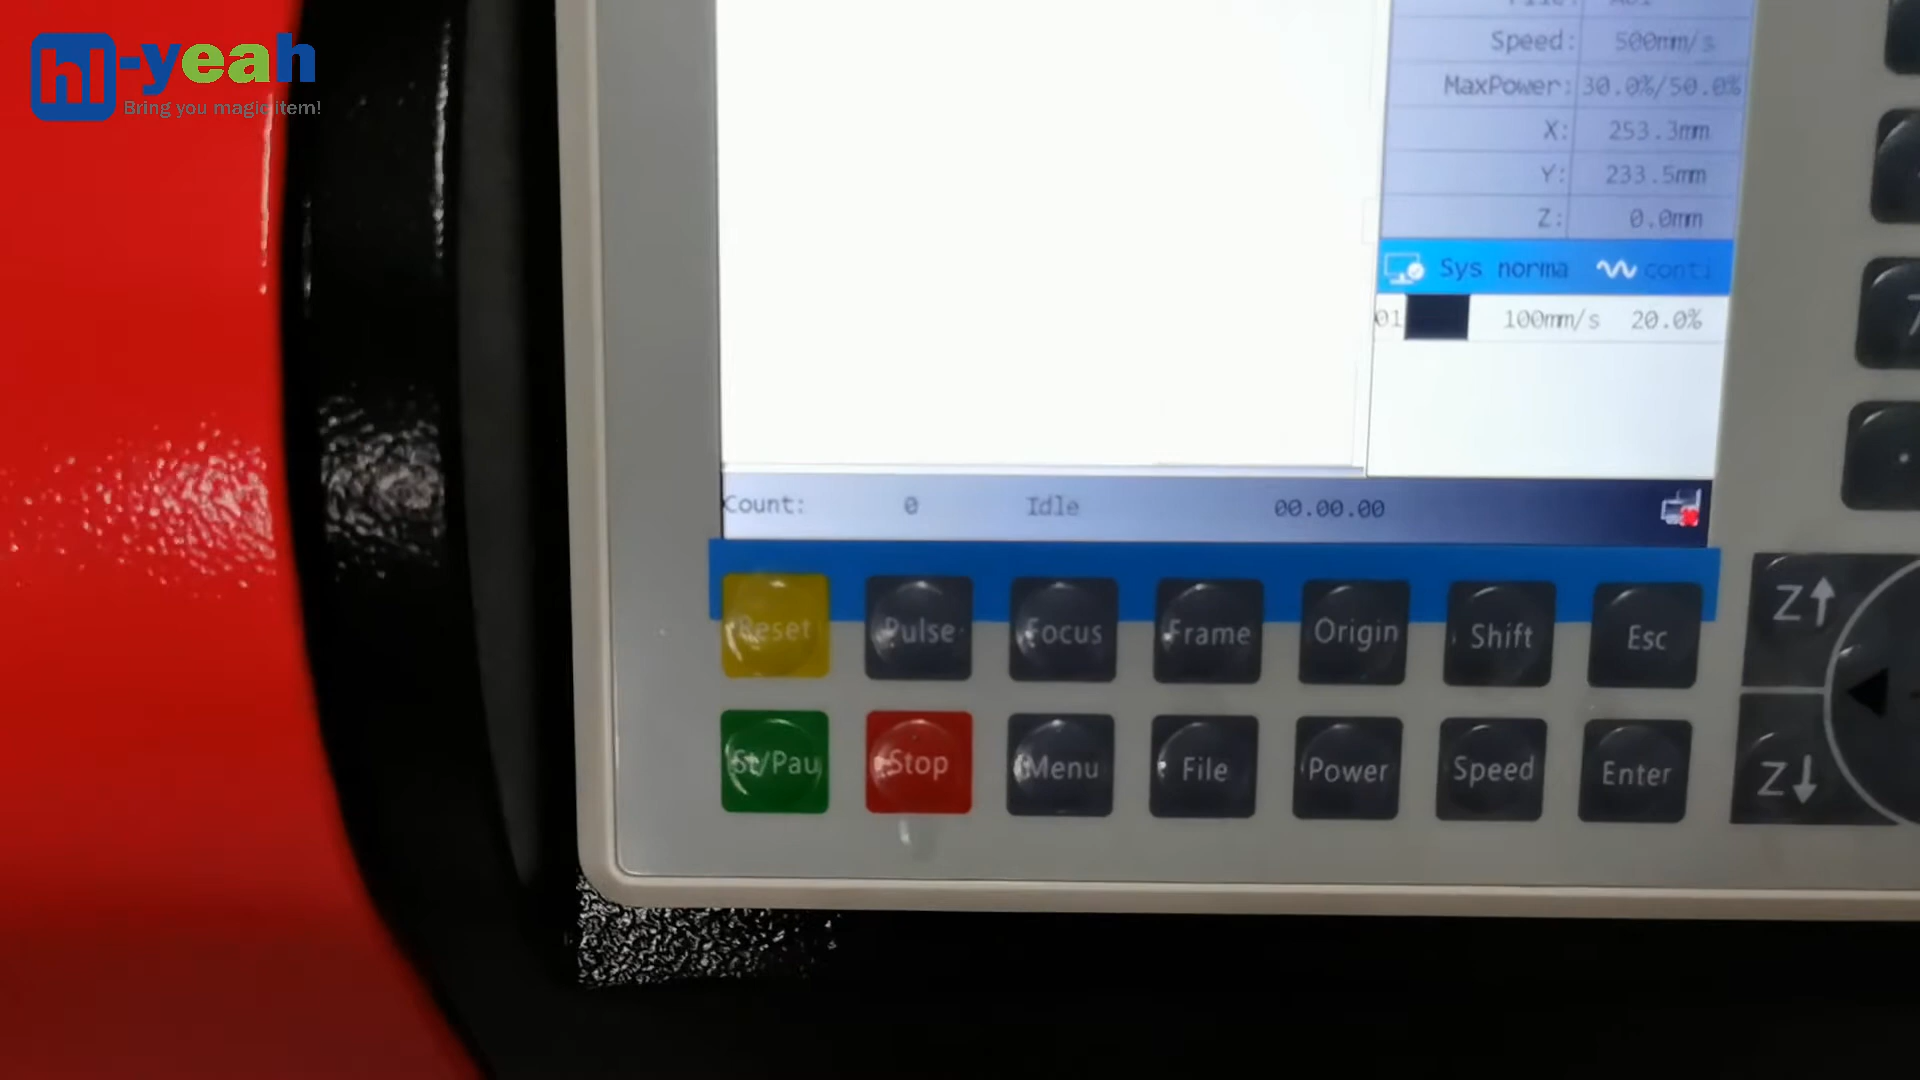 hi-yeah
Bring you magic item!
Speed: 500mm/s
MaxPower: 30.0%/50.0%
X: 253.3mm
Y: 233.5mm
Z: 0.0mm
Sys norma conti
01 100mm/s 20.0%
Count: 0 Idle 00.00.00
Reset Pulse Focus Frame Origin Shift Esc
St/Pau Stop Menu File Power Speed Enter
Z↑
Z↓